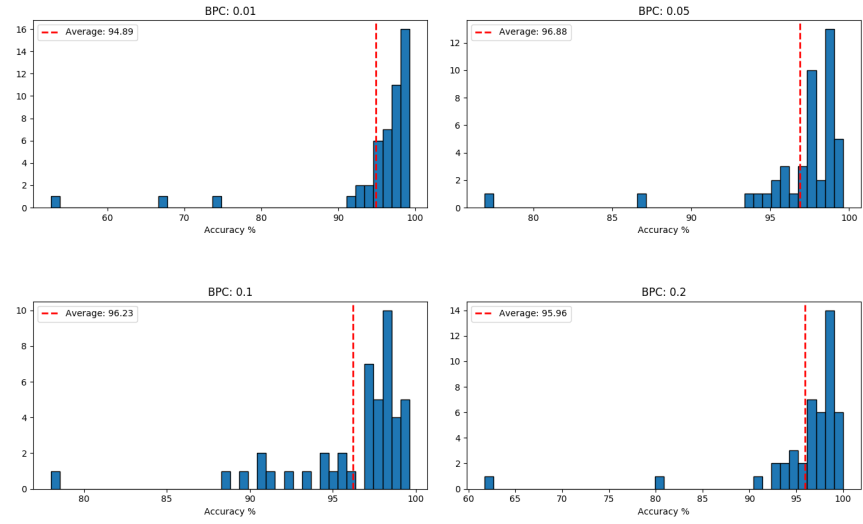 BPC: 0.01
Average: 94.89
16
14
12
10
8
6
4
2
0
60 70 80 90 100
Accuracy %
BPC: 0.05
Average: 96.88
12
10
8
6
4
2
0
80 85 90 95 100
Accuracy %
BPC: 0.1
Average: 96.23
10
8
6
4
2
0
80 85 90 95 100
Accuracy %
BPC: 0.2
Average: 95.96
14
12
10
8
6
4
2
0
60 65 70 75 80 85 90 95 100
Accuracy %